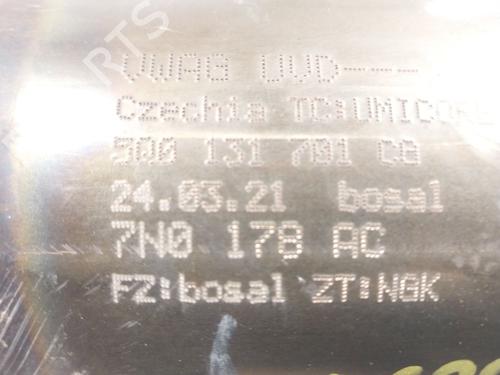 VWAG UVD---
Czechia TC:UMICORE
5Q0 131 701 CB
24.03.21 bosal
7N0 178 AC
FZ:bosal ZT:NGK